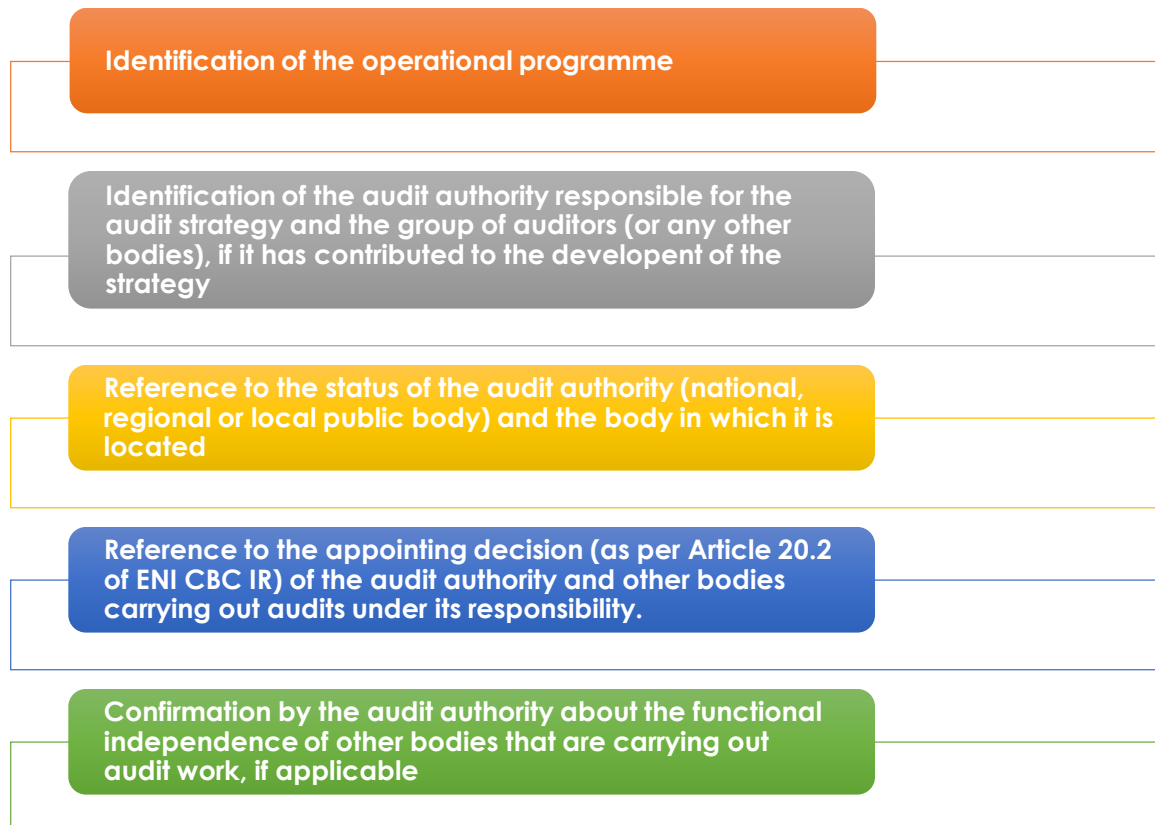 Identification of the operational programme
Identification of the audit authority responsible for the
audit strategy and the group of auditors (or any other
bodies), if it has contributed to the developent of the
strategy
Reference to the status of the audit authority (national,
regional or local public body) and the body in which it is
located
Reference to the appointing decision (as per Article 20.2
of ENI CBC IR) of the audit authority and other bodies
carrying out audits under its responsibility.
Confirmation by the audit authority about the functional
independence of other bodies that are carrying out
audit work, if applicable